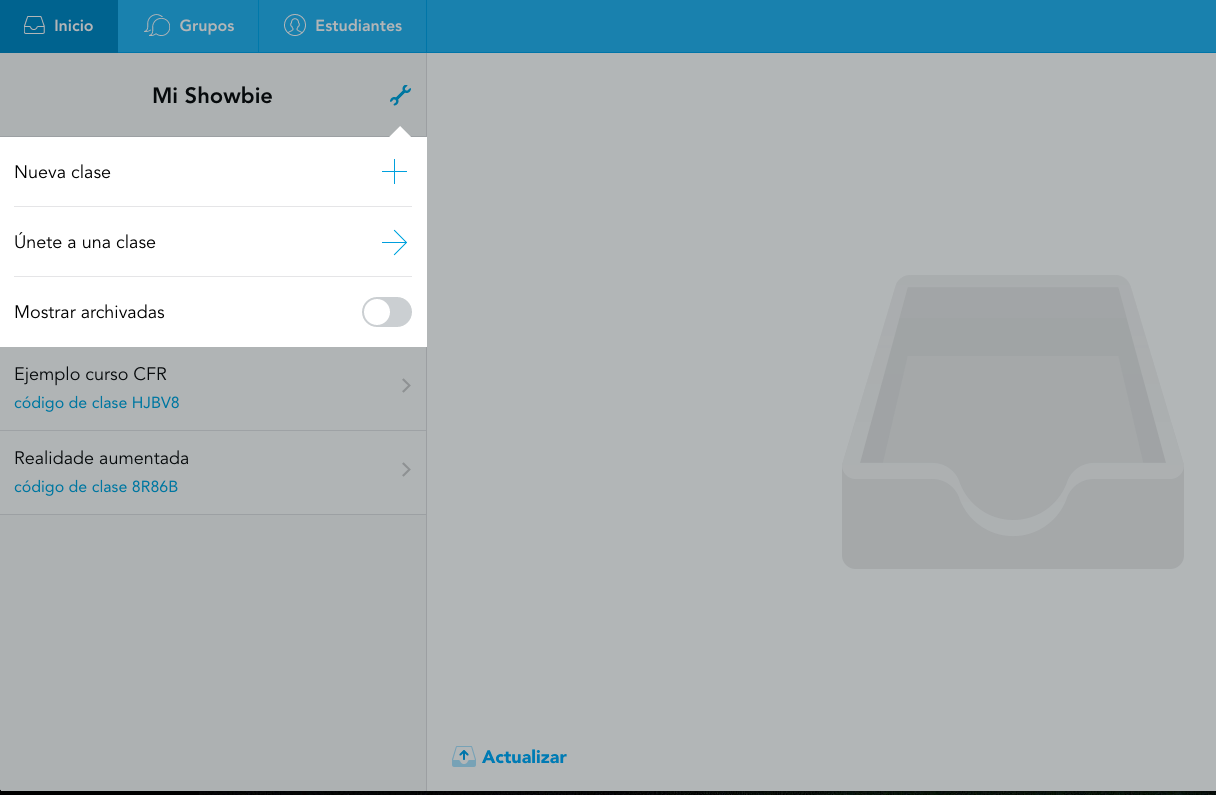 Inicio
Grupos
Estudiantes
Mi Showbie
Nueva clase
Únete a una clase
Mostrar archivadas
Ejemplo curso CFR
código de clase HJBV8
Realidade aumentada
código de clase 8R86B
Actualizar